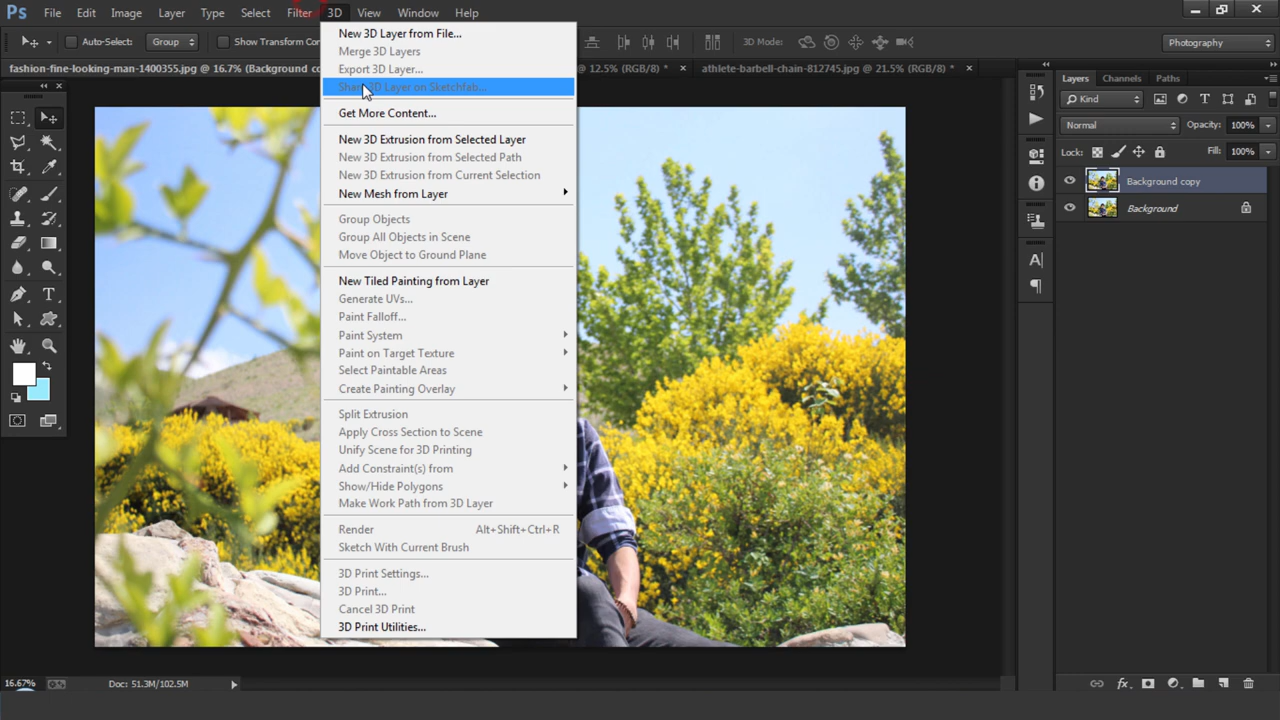 Ps File Edit Image Layer Type Select Filter 3D View Window Help
Auto-Select: Group Show Transform Con 3D Mode: Photography
fashion-fine-looking-man-1400355.jpg @ 16.7% (Background co @ 12.5% (RGB/8) * × athlete-barbell-chain-812745.jpg @ 21.5% (RGB/8) * ×
New 3D Layer from File...
Merge 3D Layers
Export 3D Layer...
Share 3D Layer on Sketchfab...
Get More Content...
New 3D Extrusion from Selected Layer
New 3D Extrusion from Selected Path
New 3D Extrusion from Current Selection
New Mesh from Layer
Group Objects
Group All Objects in Scene
Move Object to Ground Plane
New Tiled Painting from Layer
Generate UVs...
Paint Falloff...
Paint System
Paint on Target Texture
Select Paintable Areas
Create Painting Overlay
Split Extrusion
Apply Cross Section to Scene
Unify Scene for 3D Printing
Add Constraint(s) from
Show/Hide Polygons
Make Work Path from 3D Layer
Render Alt+Shift+Ctrl+R
Sketch With Current Brush
3D Print Settings...
3D Print...
Cancel 3D Print
3D Print Utilities...
Layers Channels Paths
Kind
Normal Opacity: 100%
Lock: Fill: 100%
Background copy
Background
16.67% Doc: 51.3M/102.5M